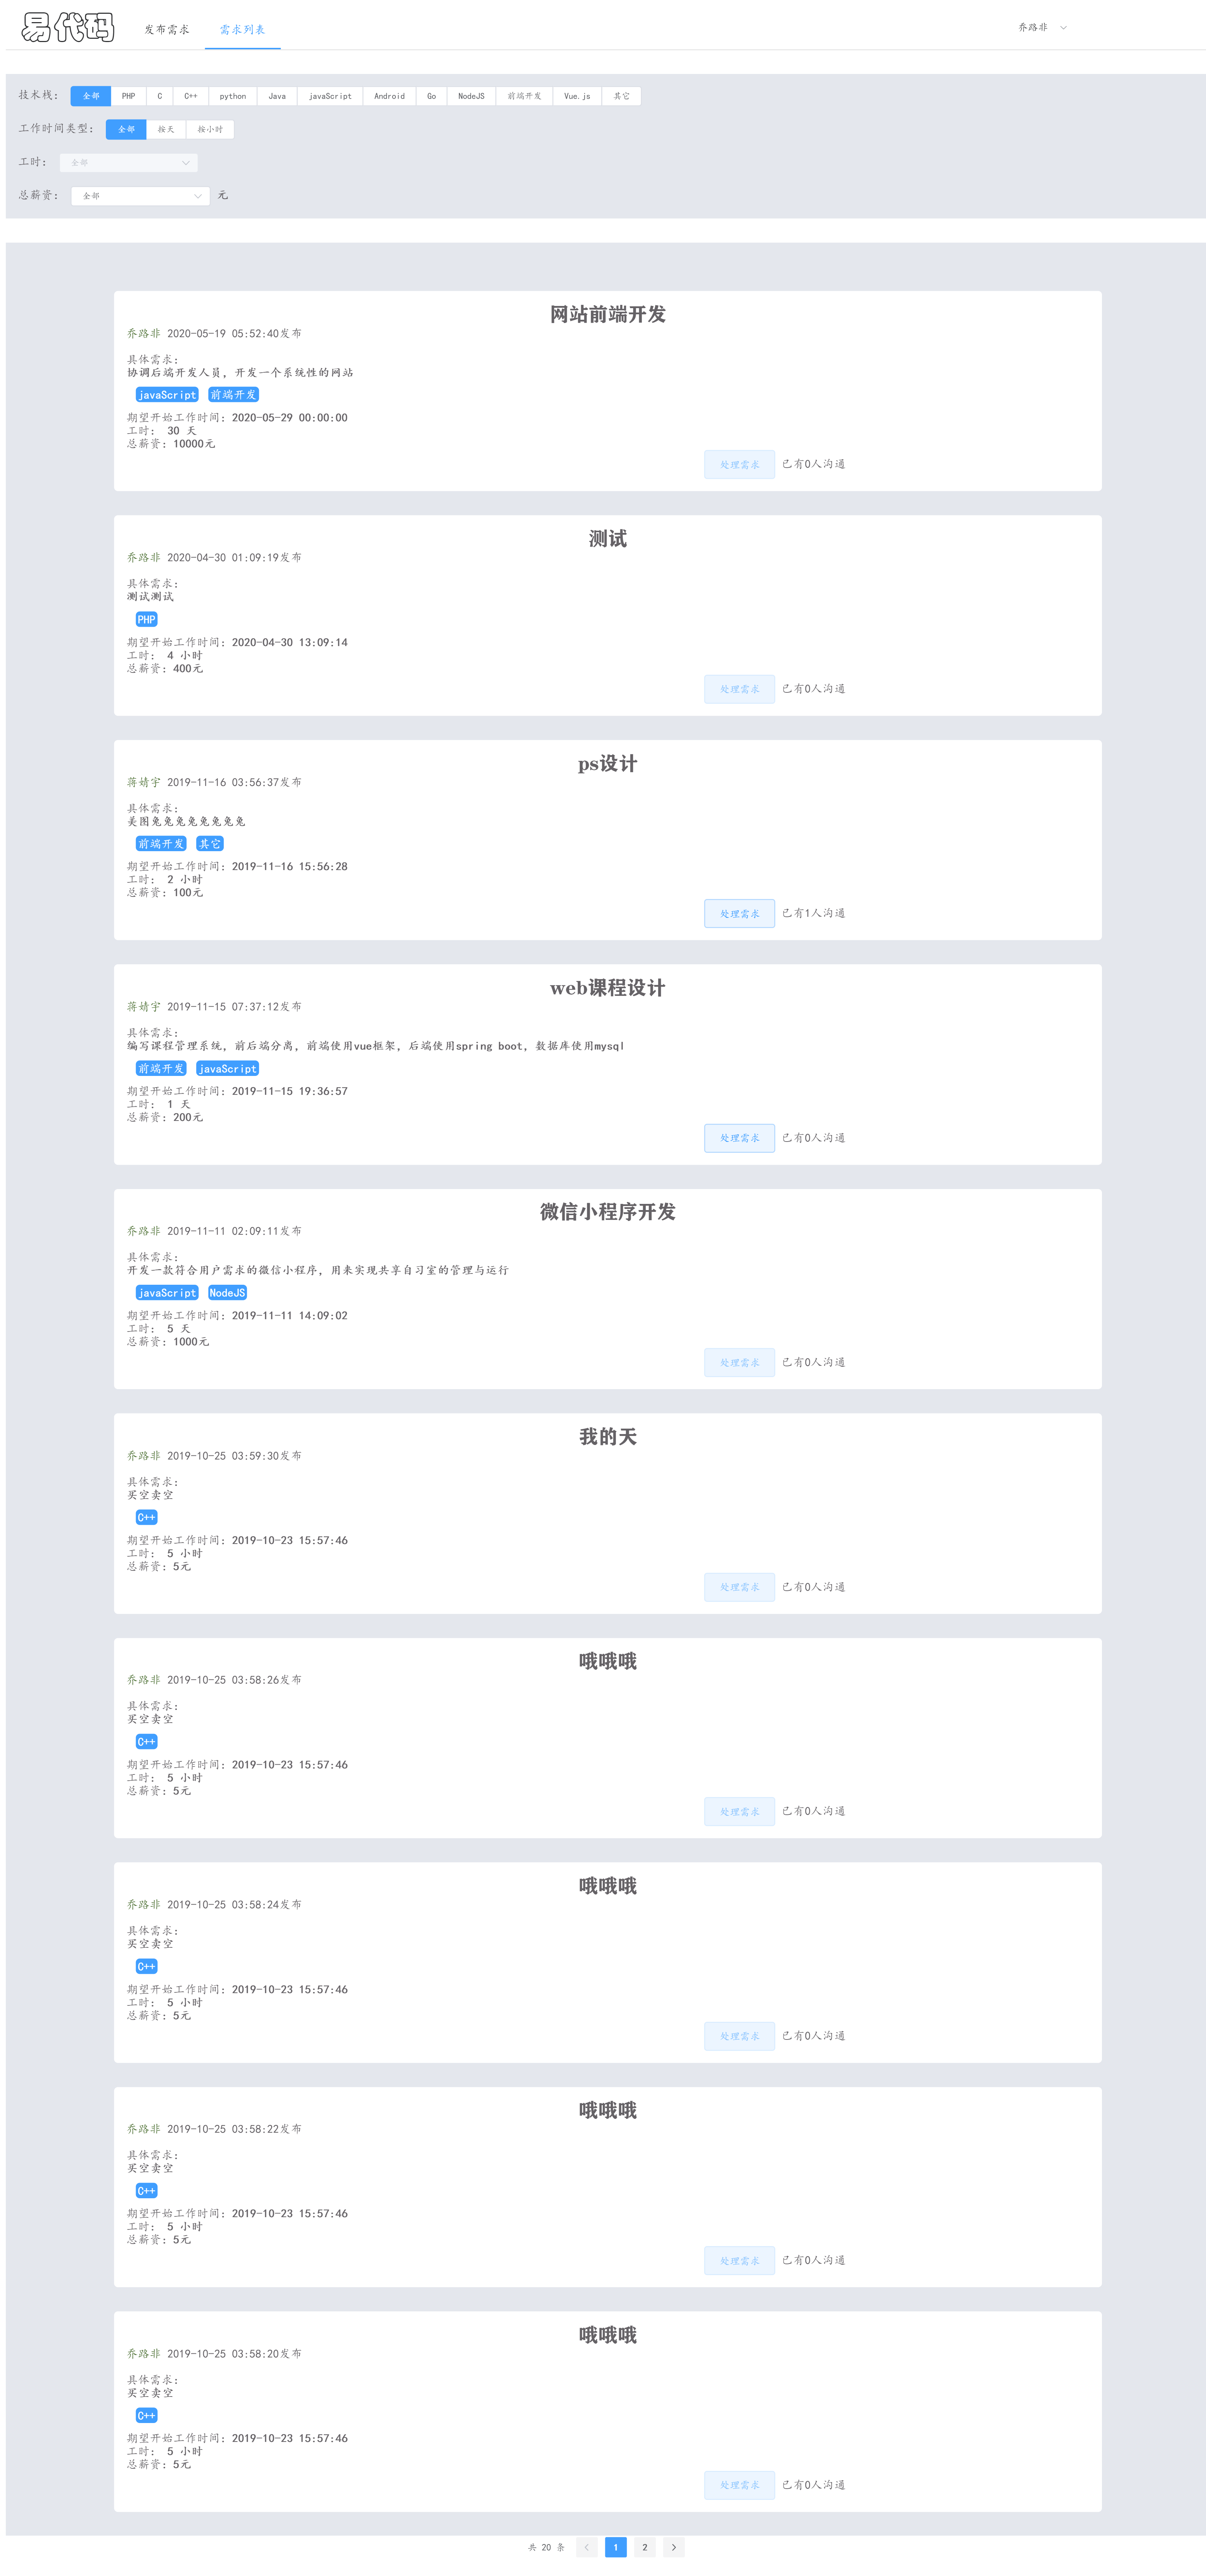 易代码 发布需求 需求列表 乔路非
技术栈: 全部 PHP C C++ python Java javaScript Android Go NodeJS 前端开发 Vue.js 其它
工作时间类型: 全部 按天 按小时
工时: 全部
总薪资: 全部 元
网站前端开发
乔路非 2020-05-19 05:52:40发布
具体需求:
协调后端开发人员，开发一个系统性的网站
javaScript 前端开发
期望开始工作时间: 2020-05-29 00:00:00
工时: 30 天
总薪资: 10000元
处理需求 已有0人沟通
测试
乔路非 2020-04-30 01:09:19发布
具体需求:
测试测试
PHP
期望开始工作时间: 2020-04-30 13:09:14
工时: 4 小时
总薪资: 400元
处理需求 已有0人沟通
ps设计
蒋婧宇 2019-11-16 03:56:37发布
具体需求:
美图兔兔兔兔兔兔兔兔
前端开发 其它
期望开始工作时间: 2019-11-16 15:56:28
工时: 2 小时
总薪资: 100元
处理需求 已有1人沟通
web课程设计
蒋婧宇 2019-11-15 07:37:12发布
具体需求:
编写课程管理系统，前后端分离，前端使用vue框架，后端使用spring boot，数据库使用mysql
前端开发 javaScript
期望开始工作时间: 2019-11-15 19:36:57
工时: 1 天
总薪资: 200元
处理需求 已有0人沟通
微信小程序开发
乔路非 2019-11-11 02:09:11发布
具体需求:
开发一款符合用户需求的微信小程序，用来实现共享自习室的管理与运行
javaScript NodeJS
期望开始工作时间: 2019-11-11 14:09:02
工时: 5 天
总薪资: 1000元
处理需求 已有0人沟通
我的天
乔路非 2019-10-25 03:59:30发布
具体需求:
买空卖空
C++
期望开始工作时间: 2019-10-23 15:57:46
工时: 5 小时
总薪资: 5元
处理需求 已有0人沟通
哦哦哦
乔路非 2019-10-25 03:58:26发布
具体需求:
买空卖空
C++
期望开始工作时间: 2019-10-23 15:57:46
工时: 5 小时
总薪资: 5元
处理需求 已有0人沟通
哦哦哦
乔路非 2019-10-25 03:58:24发布
具体需求:
买空卖空
C++
期望开始工作时间: 2019-10-23 15:57:46
工时: 5 小时
总薪资: 5元
处理需求 已有0人沟通
哦哦哦
乔路非 2019-10-25 03:58:22发布
具体需求:
买空卖空
C++
期望开始工作时间: 2019-10-23 15:57:46
工时: 5 小时
总薪资: 5元
处理需求 已有0人沟通
哦哦哦
乔路非 2019-10-25 03:58:20发布
具体需求:
买空卖空
C++
期望开始工作时间: 2019-10-23 15:57:46
工时: 5 小时
总薪资: 5元
处理需求 已有0人沟通
共 20 条 1 2